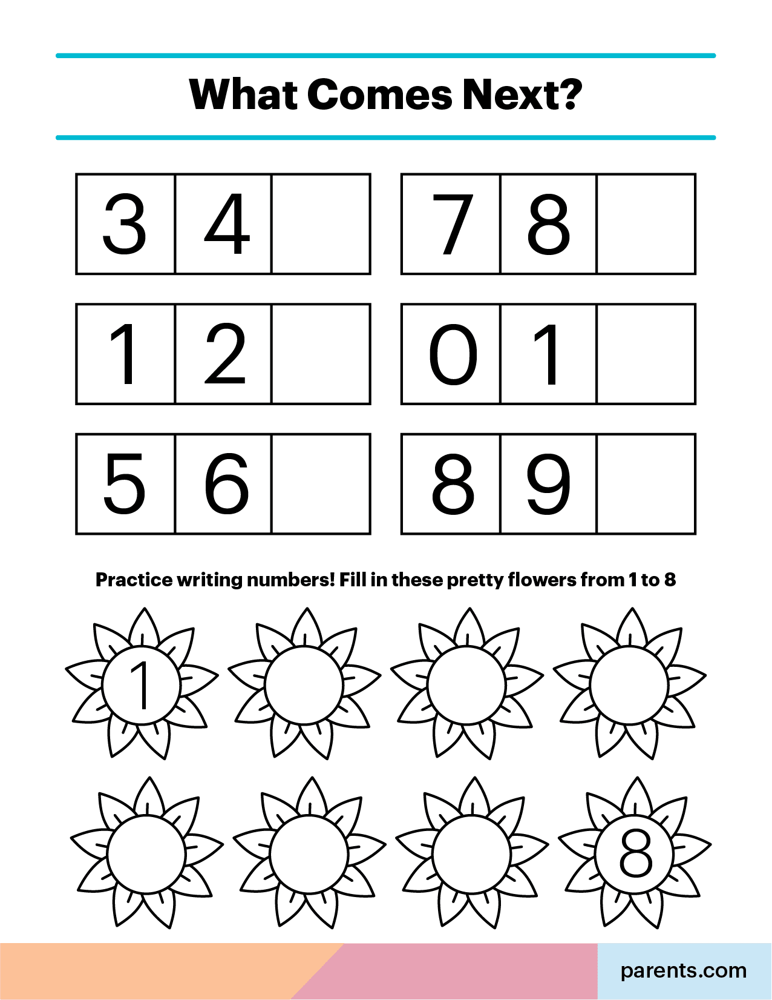 What Comes Next?
3 4 7 8
1 2 0 1
5 6 8 9
Practice writing numbers! Fill in these pretty flowers from 1 to 8
1
8
parents.com